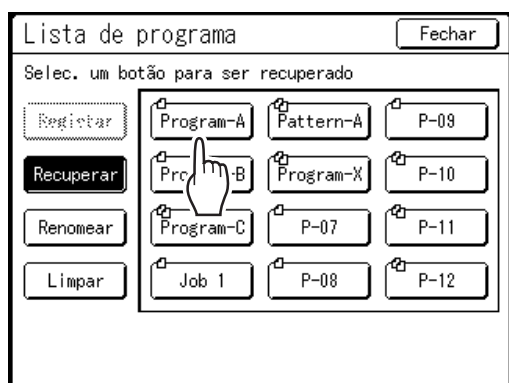 Lista de programa
Fechar
Selec. um botão para ser recuperado
Registar
Recuperar
Renomear
Limpar
Program-A
Pattern-A
P-09
Program-X
P-10
Program-C
P-07
P-11
Job 1
P-08
P-12